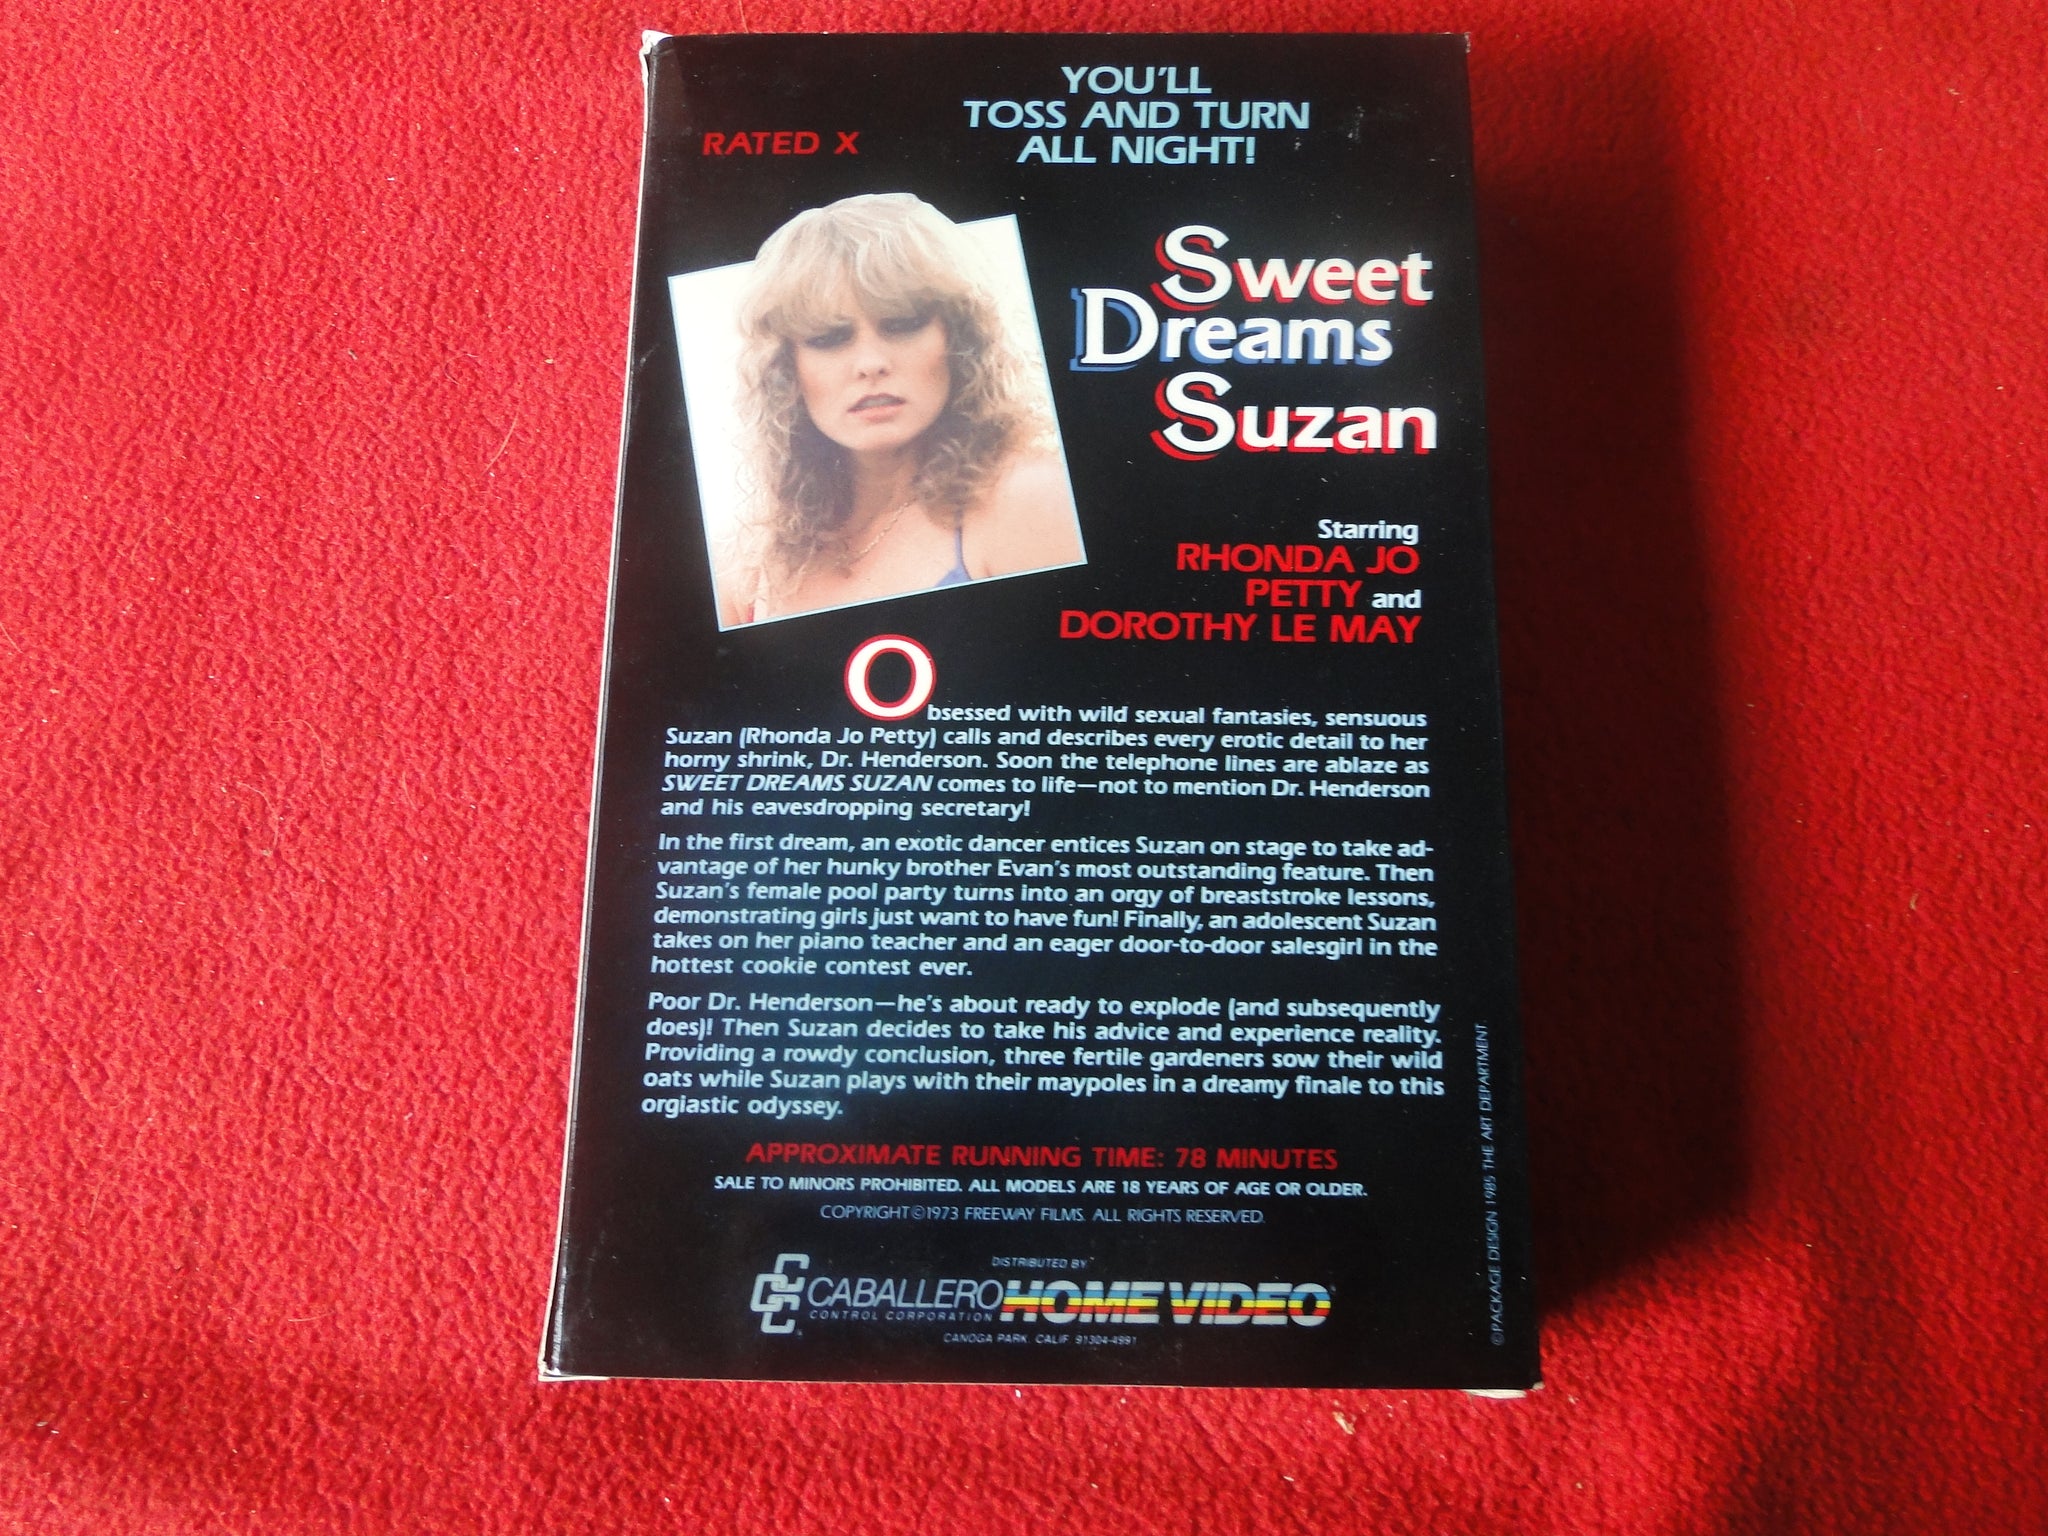 YOU'LL
TOSS AND TURN
ALL NIGHT!
RATED X
Sweet
Dreams
Suzan
Starring
RHONDA JO
PETTY and
DOROTHY LE MAY
Obsessed with wild sexual fantasies, sensuous
Suzan (Rhonda Jo Petty) calls and describes every erotic detail to her
horny shrink, Dr. Henderson. Soon the telephone lines are ablaze as
SWEET DREAMS SUZAN comes to life—not to mention Dr. Henderson
and his eavesdropping secretary!
In the first dream, an exotic dancer entices Suzan on stage to take ad-
vantage of her hunky brother Evan's most outstanding feature. Then
Suzan's female pool party turns into an orgy of breaststroke lessons,
demonstrating girls just want to have fun! Finally, an adolescent Suzan
takes on her piano teacher and an eager door-to-door salesgirl in the
hottest cookie contest ever.
Poor Dr. Henderson—he's about ready to explode (and subsequently
does)! Then Suzan decides to take his advice and experience reality.
Providing a rowdy conclusion, three fertile gardeners sow their wild
oats while Suzan plays with their maypoles in a dreamy finale to this
orgiastic odyssey.
APPROXIMATE RUNNING TIME: 78 MINUTES
SALE TO MINORS PROHIBITED. ALL MODELS ARE 18 YEARS OF AGE OR OLDER.
COPYRIGHT ©1973 FREEWAY FILMS. ALL RIGHTS RESERVED.
DISTRIBUTED BY
CCC CABALLERO HOME VIDEO
CONTROL CORPORATION
CANOGA PARK, CALIF 91304-4991
©PACKAGE DESIGN 1985 THE ART DEPARTMENT.